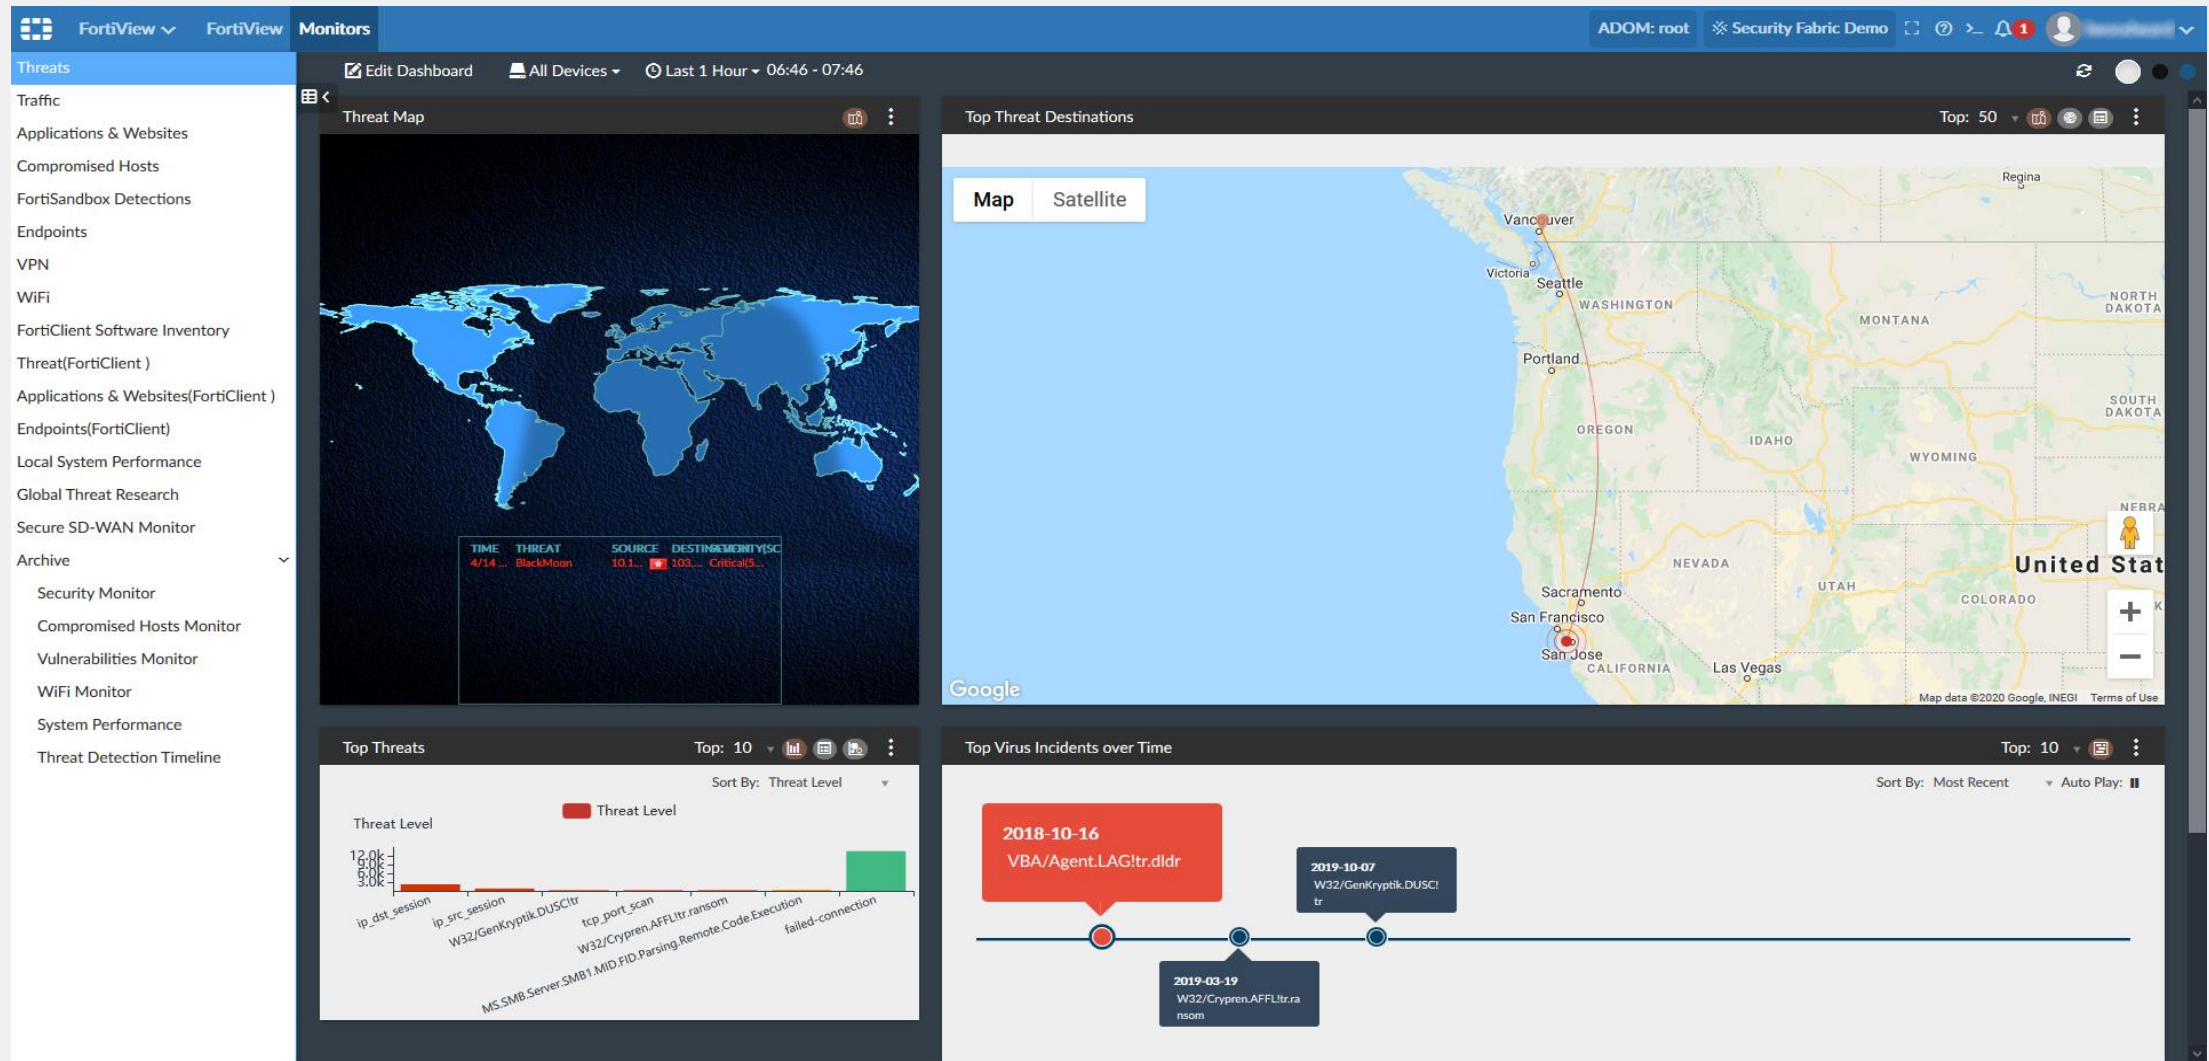 FortiView FortiView Monitors ADOM: root Security Fabric Demo 1
Threats
Traffic
Applications & Websites
Compromised Hosts
FortiSandbox Detections
Endpoints
VPN
WiFi
FortiClient Software Inventory
Threat(FortiClient )
Applications & Websites(FortiClient )
Endpoints(FortiClient)
Local System Performance
Global Threat Research
Secure SD-WAN Monitor
Archive
Security Monitor
Compromised Hosts Monitor
Vulnerabilities Monitor
WiFi Monitor
System Performance
Threat Detection Timeline
Edit Dashboard All Devices Last 1 Hour 06:46 - 07:46
Threat Map
TIME THREAT SOURCE
4/14 ... BlackMoon 10.1... 103.... Critical(5...
Top Threat Destinations Top: 50
Map Satellite
Regina
Vancouver
Victoria
Seattle
WASHINGTON
NORTH
DAKOTA
MONTANA
Portland
SOUTH
DAKOTA
OREGON
IDAHO
WYOMING
NEBRA
NEVADA
United Stat
UTAH
Sacramento
COLORADO
San Francisco
San Jose
CALIFORNIA
Las Vegas
Google
Map data ©2020 Google, INEGI Terms of Use
Top Threats Top: 10
Sort By: Threat Level
Threat Level
Threat Level
12.0k
9.0k
6.0k
3.0k
ip_dst_session
ip_src_session
W32/GenKryptik.DUSC!tr
tcp_port_scan
W32/Crypren.AFFL!tr.ransom
MS.SMB.Server.SMB1.MID.FID.Parsing.Remote.Code.Execution
failed-connection
Top Virus Incidents over Time Top: 10
Sort By: Most Recent Auto Play:
2018-10-16
VBA/Agent.LAG!tr.dldr
2019-10-07
W32/GenKryptik.DUSC!
tr
2019-03-19
W32/Crypren.AFFL!tr.ra
nsom